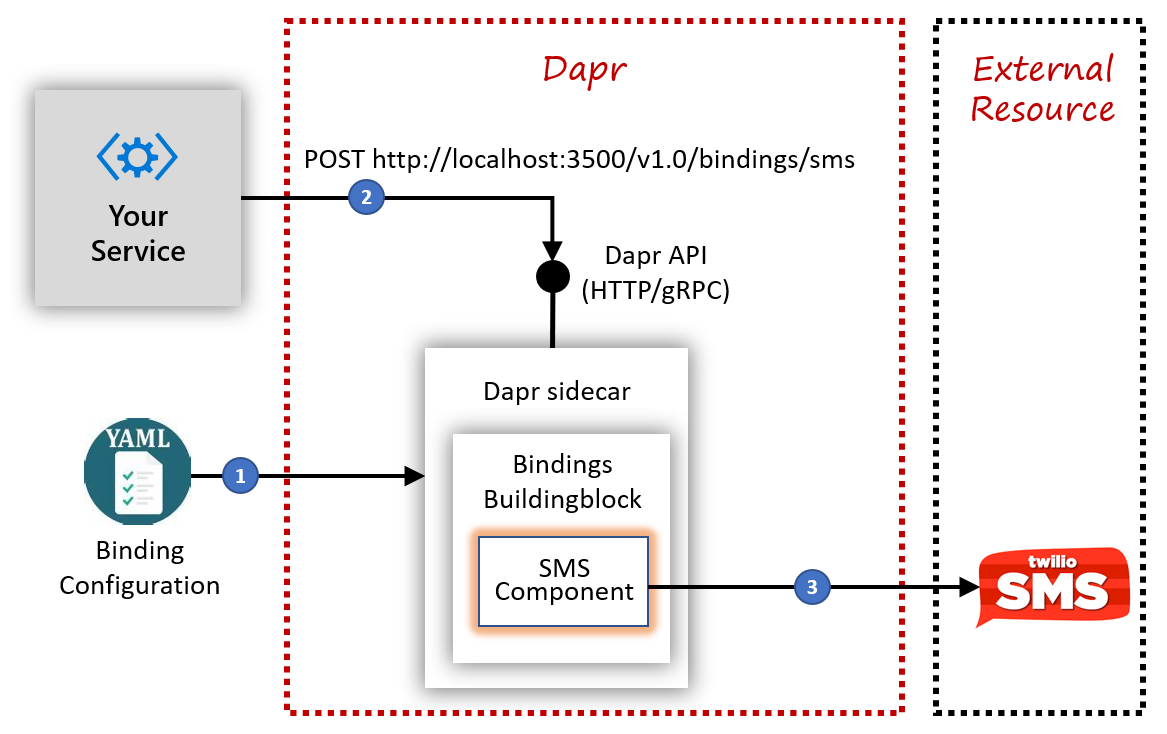 Dapr
External
Resource
POST http://localhost:3500/v1.0/bindings/sms
2
Your
Service
Dapr API
(HTTP/gRPC)
Dapr sidecar
YAML
1
Bindings
Buildingblock
Binding
Configuration
SMS
Component
3
twilio
SMS